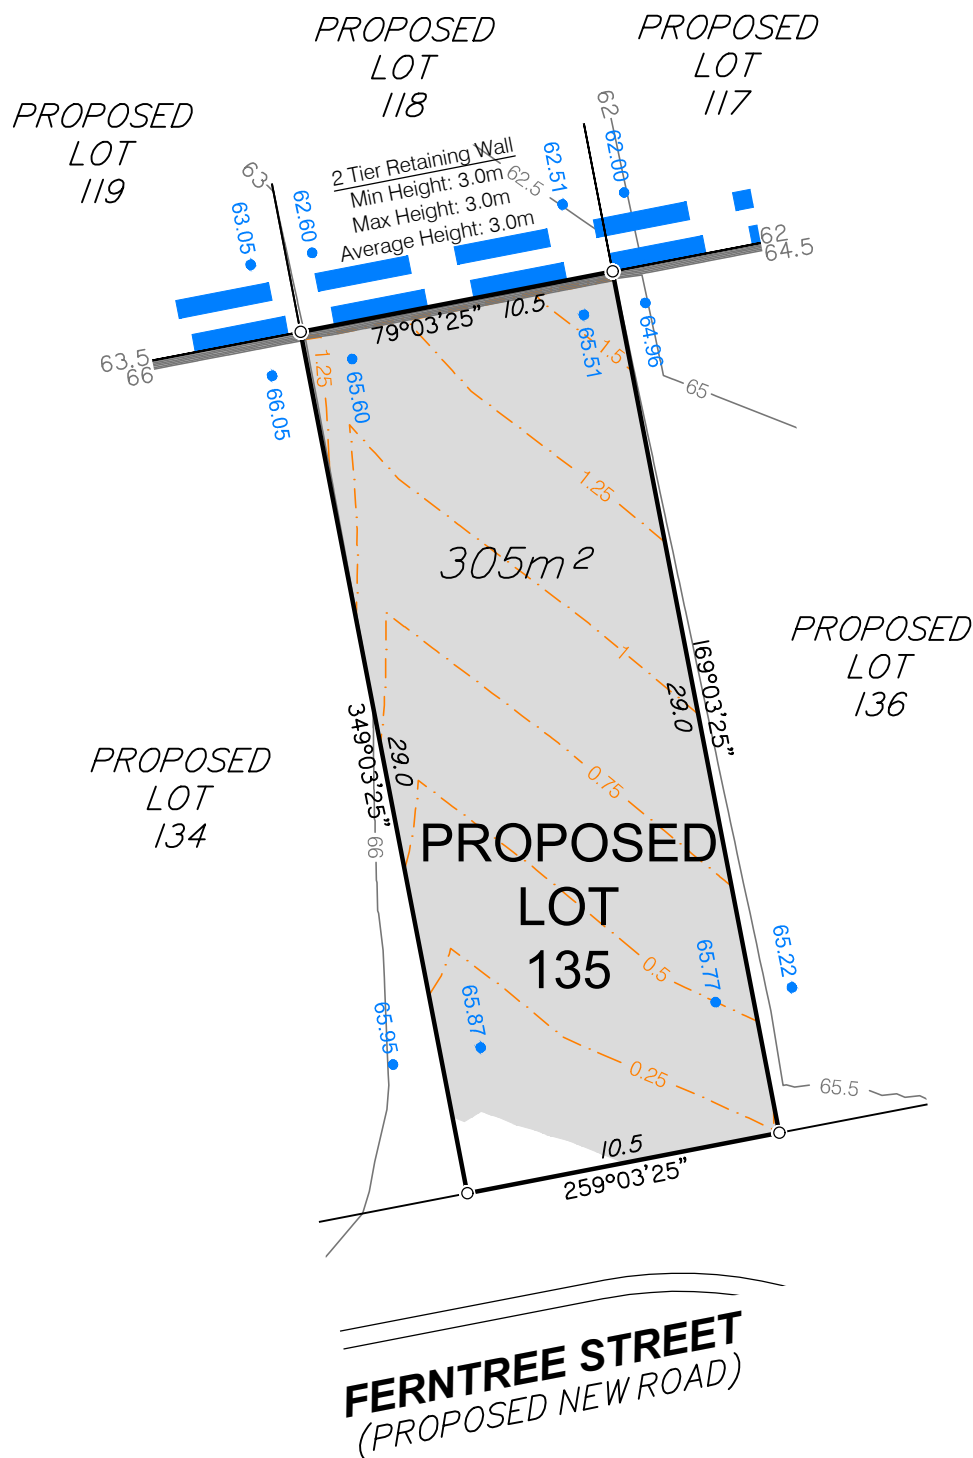 PROPOSED
LOT
118
PROPOSED
LOT
117
PROPOSED
LOT
119
2 Tier Retaining Wall
Min Height: 3.0m
Max Height: 3.0m
Average Height: 3.0m
63
62.5
62
63.05
62.60
62.51
62.00
62
64.5
63.5
66
79°03'25"
10.5
66.05
65.60
65.51
64.96
65
1.25
1.5
1.25
305m²
1
0.75
0.5
0.25
169°03'25"
29.0
349°03'25"
29.0
66
PROPOSED
LOT
136
PROPOSED
LOT
134
PROPOSED
LOT
135
65.95
65.87
65.77
65.22
65.5
10.5
259°03'25"
FERNTREE STREET
(PROPOSED NEW ROAD)